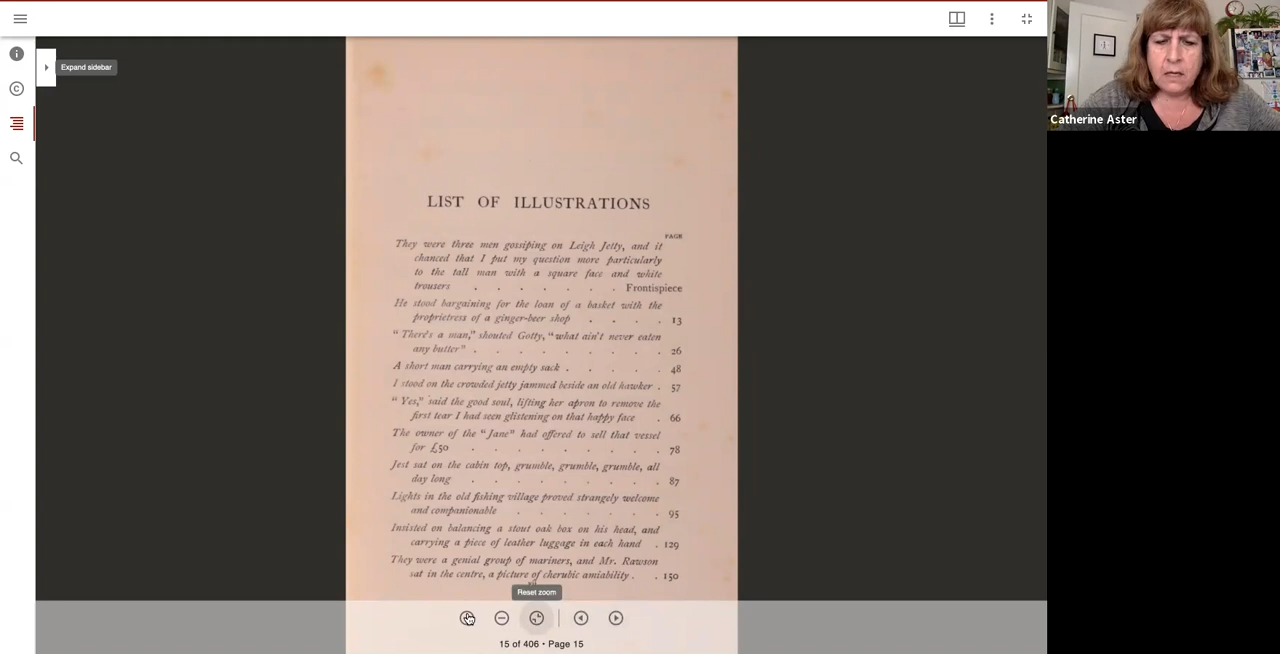 Expand sidebar
Catherine Aster
LIST OF ILLUSTRATIONS
PAGE
They were three men gossiping on Leigh Jetty, and it
chanced that I put my question more particularly
to the tall man with a square face and white
trousers . . . . . . Frontispiece
He stood bargaining for the loan of a basket with the
proprietress of a ginger-beer shop . . . . 13
"There's a man," shouted Gotty, "what ain't never eaten
any butter" . . . . . . . . . 26
A short man carrying an empty sack . . . . . 48
I stood on the crowded jetty jammed beside an old hawker . 57
"Yes," said the good soul, lifting her apron to remove the
first tear I had seen glistening on that happy face . 66
The owner of the "Jane" had offered to sell that vessel
for £50 . . . . . . . . . 78
Jest sat on the cabin top, grumble, grumble, grumble, all
day long . . . . . . . . . 87
Lights in the old fishing village proved strangely welcome
and companionable . . . . . . . 95
Insisted on balancing a stout oak box on his head, and
carrying a piece of leather luggage in each hand . 129
They were a genial group of mariners, and Mr. Rawson
sat in the centre, a picture of cherubic amiability . . 150
Reset zoom
15 of 406 • Page 15